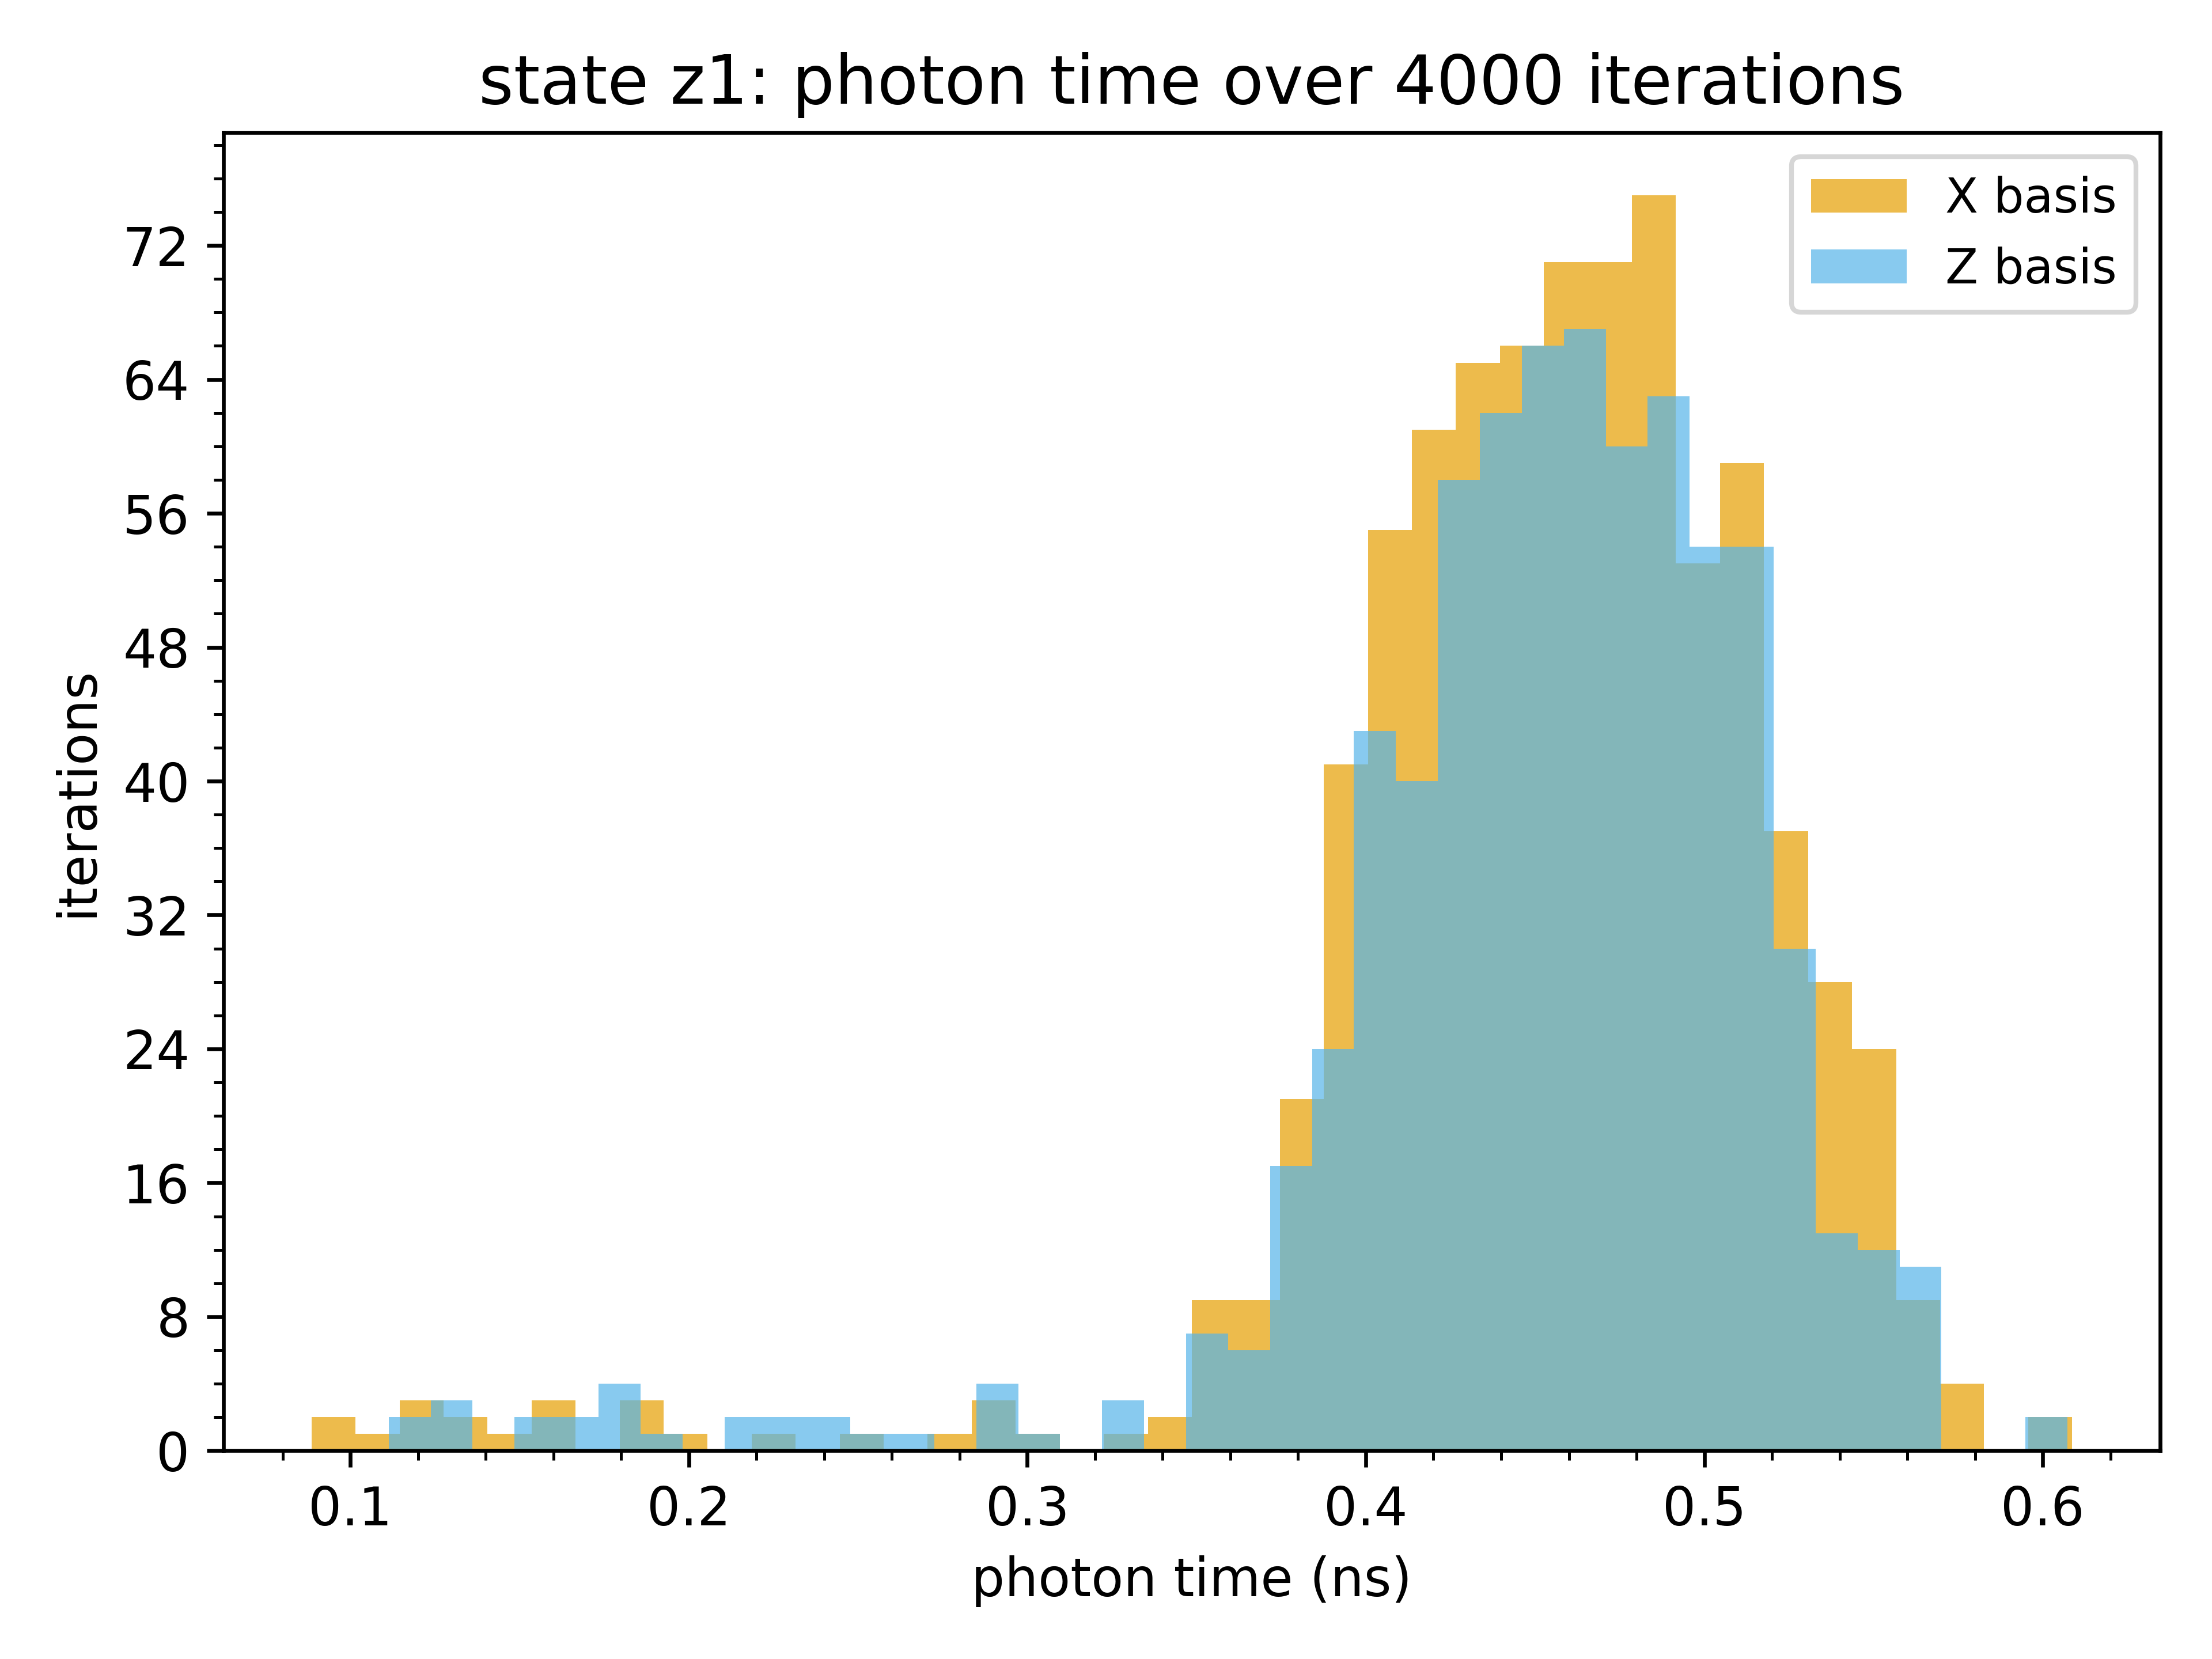 state z1: photon time over 4000 iterations
X basis
Z basis
72
64
56
48
40
32
24
16
8
0
iterations
0.1 0.2 0.3 0.4 0.5 0.6
photon time (ns)